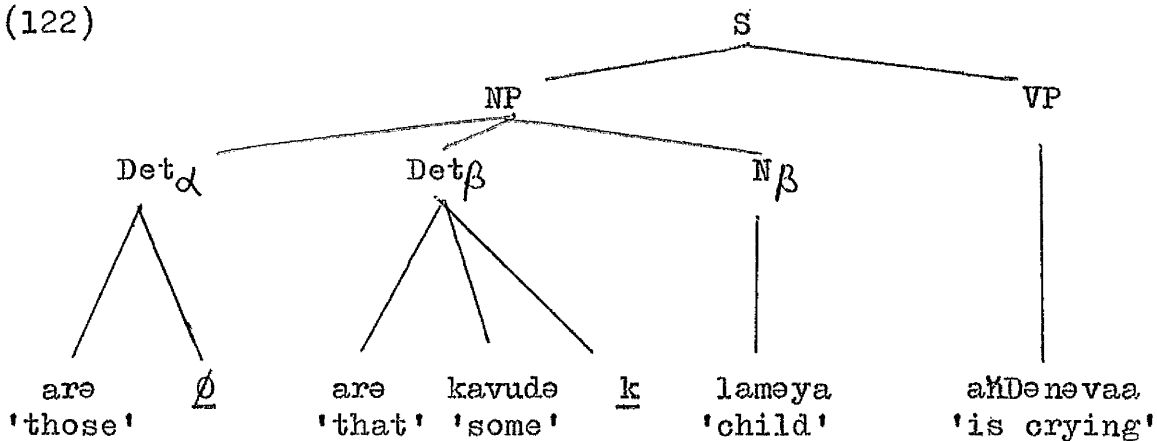 (122)
S
NP VP
Detα Detβ Nβ
arə Ø arə kavudə k laməya aňDənəvaa
'those' 'that' 'some' 'child' 'is crying'